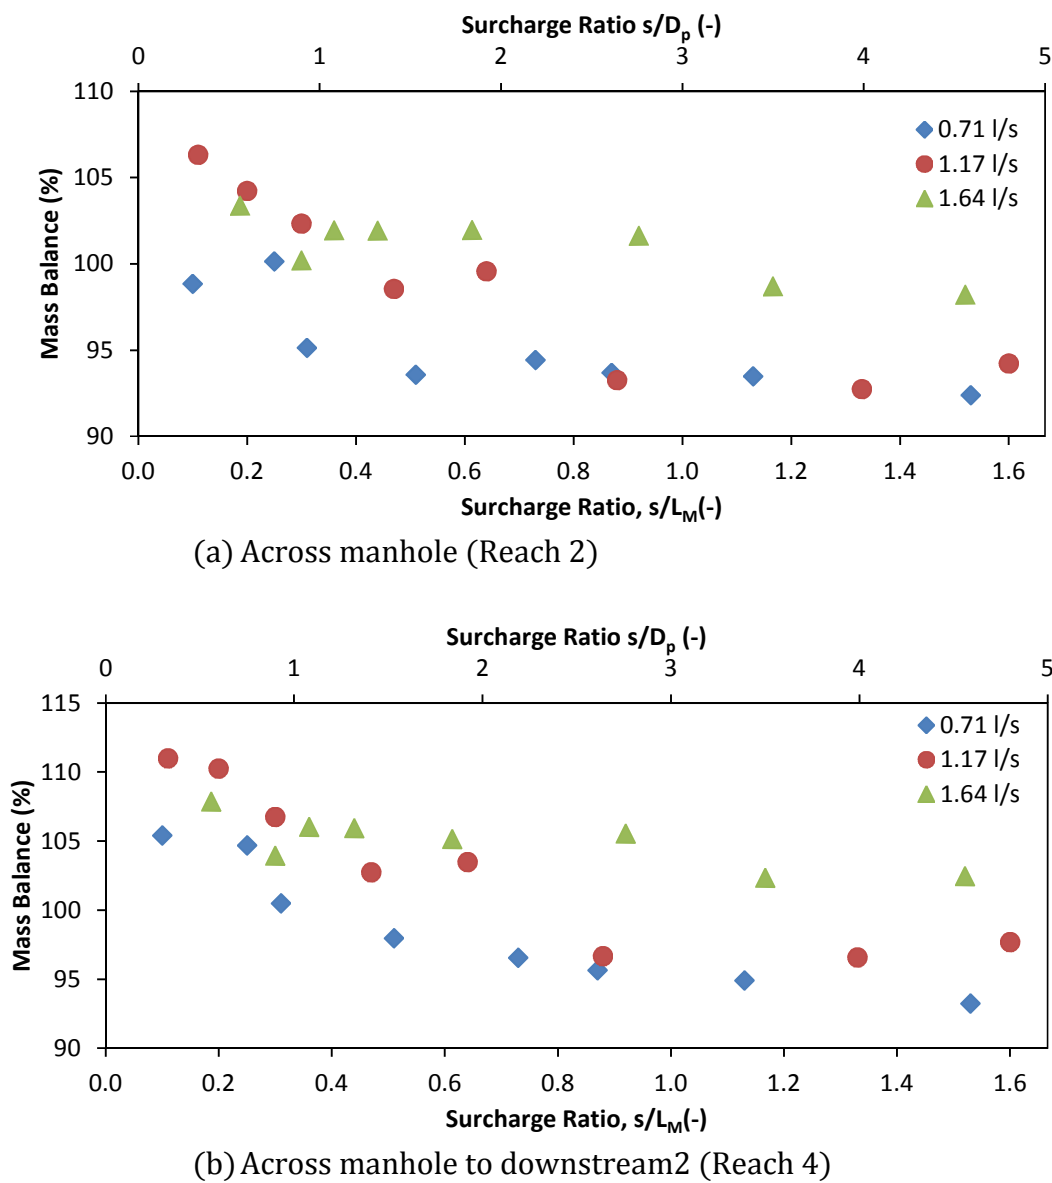 Surcharge Ratio s/Dp (-)
0 1 2 3 4 5
110
105
100
95
90
Mass Balance (%)
0.71 l/s
1.17 l/s
1.64 l/s
0.0 0.2 0.4 0.6 0.8 1.0 1.2 1.4 1.6
Surcharge Ratio, s/LM(-)
(a) Across manhole (Reach 2)
Surcharge Ratio s/Dp (-)
0 1 2 3 4 5
115
110
105
100
95
90
Mass Balance (%)
0.71 l/s
1.17 l/s
1.64 l/s
0.0 0.2 0.4 0.6 0.8 1.0 1.2 1.4 1.6
Surcharge Ratio, s/LM(-)
(b) Across manhole to downstream2 (Reach 4)